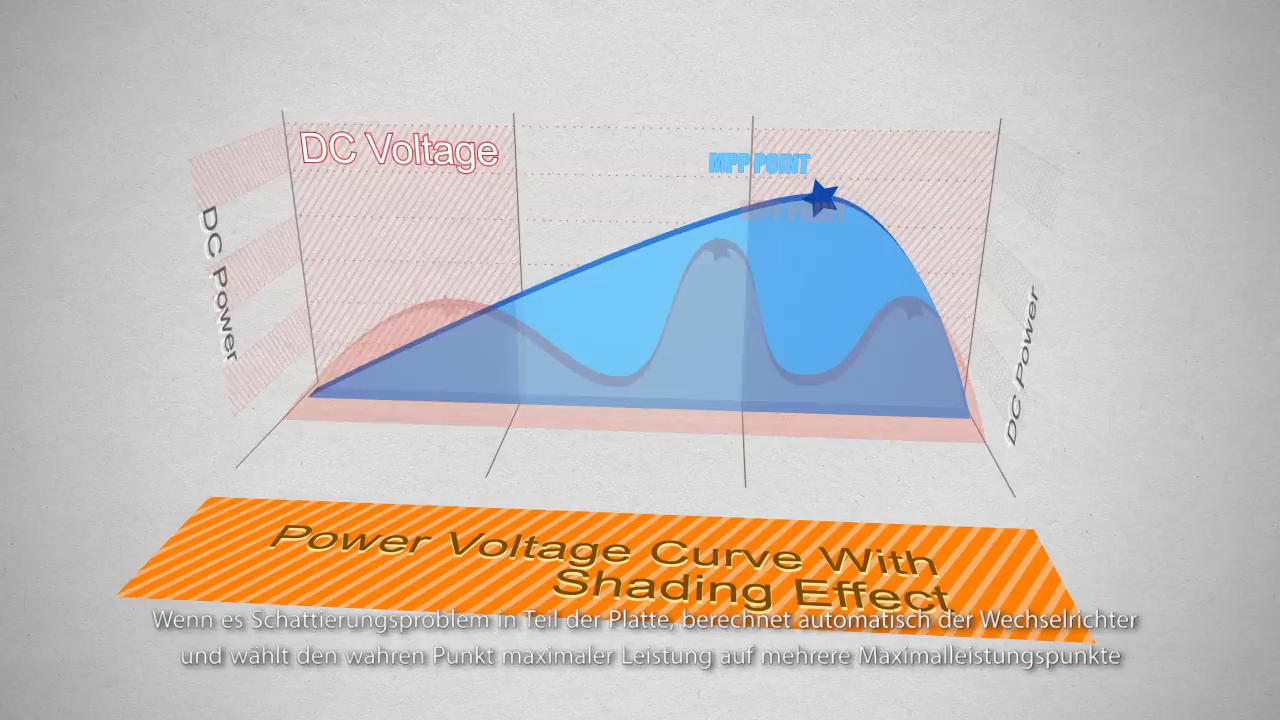 DC Voltage
MPP POINT
DC Power
DC Power
Power Voltage Curve With
Shading Effect
Wenn es Schattierungsproblem in Teil der Platte, berechnet automatisch der Wechselrichter
und wählt den wahren Punkt maximaler Leistung auf mehrere Maximalleistungspunkte